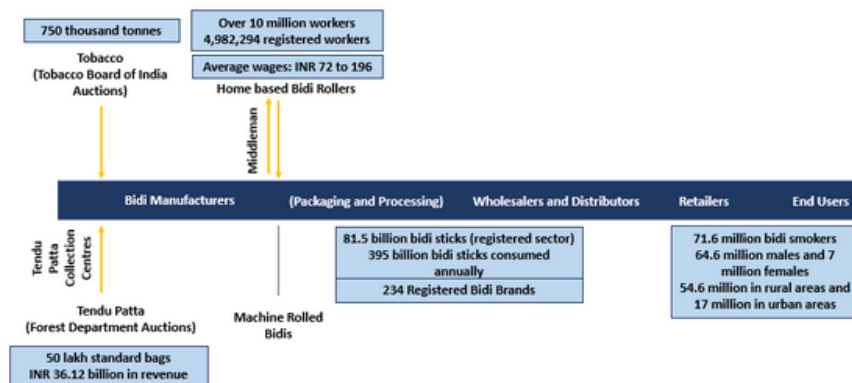 750 thousand tonnes
Tobacco
(Tobacco Board of India
Auctions)
Over 10 million workers
4,982,294 registered workers
Average wages: INR 72 to 196
Home based Bidi Rollers
Middleman
Bidi Manufacturers
(Packaging and Processing)
Wholesalers and Distributors
Retailers
End Users
Tendu
Patta
Collection
Centres
Tendu Patta
(Forest Department Auctions)
50 lakh standard bags
INR 36.12 billion in revenue
Machine Rolled
Bidis
81.5 billion bidi sticks (registered sector)
395 billion bidi sticks consumed
annually
234 Registered Bidi Brands
71.6 million bidi smokers
64.6 million males and 7
million females
54.6 million in rural areas and
17 million in urban areas